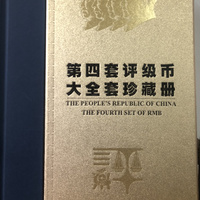 第四套评级币
大全套珍藏册
THE PEOPLE'S REPUBLIC OF CHINA
THE FOURTH SET OF RMB